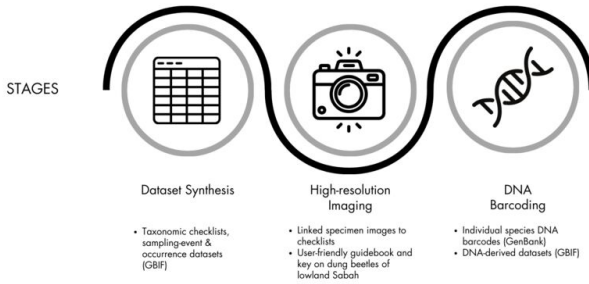 STAGES
Dataset Synthesis
• Taxonomic checklists,
sampling-event &
occurrence datasets
(GBIF)
High-resolution
Imaging
• Linked specimen images to
checklists
• User-friendly guidebook and
key on dung beetles of
lowland Sabah
DNA
Barcoding
• Individual species DNA
barcodes (GenBank)
• DNA-derived datasets (GBIF)